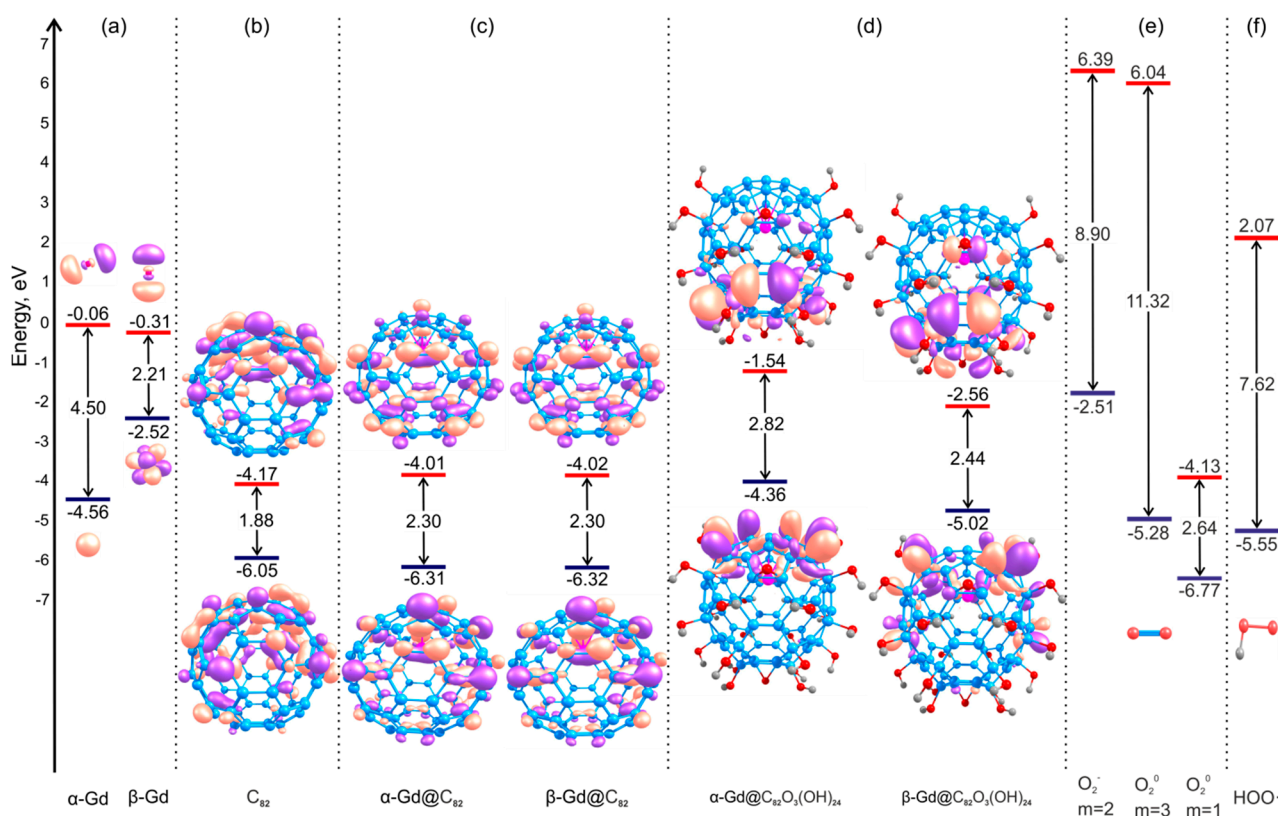 (a)
(b)
(c)
(d)
(e)
(f)
Energy, eV
7
6
5
4
3
2
1
0
-1
-2
-3
-4
-5
-6
-7
-0.06
4.50
-4.56
-0.31
2.21
-2.52
-4.17
1.88
-6.05
-4.01
2.30
-6.31
-4.02
2.30
-6.32
-1.54
2.82
-4.36
-2.56
2.44
-5.02
6.39
8.90
-2.51
6.04
11.32
-5.28
-4.13
2.64
-6.77
2.07
7.62
-5.55
α-Gd
β-Gd
C₈₂
α-Gd@C₈₂
β-Gd@C₈₂
α-Gd@C₈₂O₃(OH)₂₄
β-Gd@C₈₂O₃(OH)₂₄
O₂⁻
m=2
O₂⁰
m=3
O₂⁰
m=1
HOO·